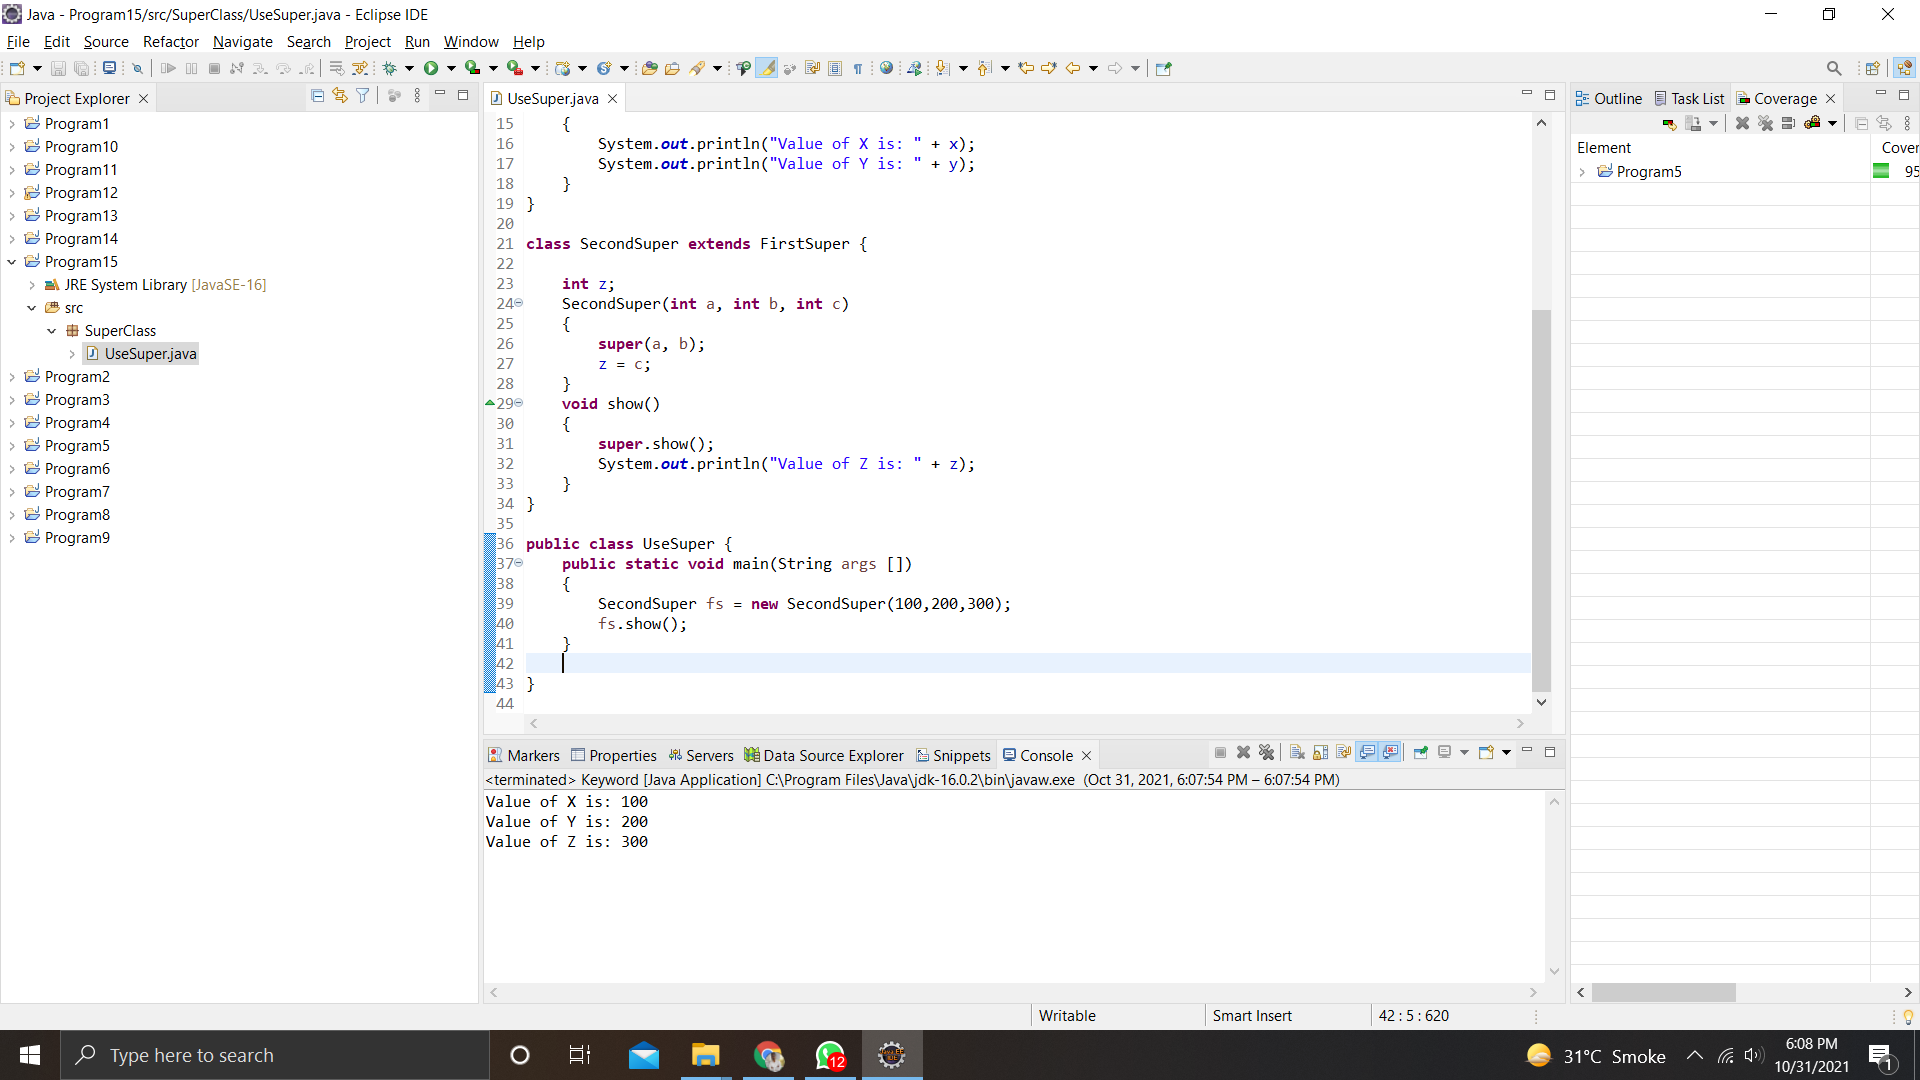 Java - Program15/src/SuperClass/UseSuper.java - Eclipse IDE
File Edit Source Refactor Navigate Search Project Run Window Help
Project Explorer
Program1
Program10
Program11
Program12
Program13
Program14
Program15
JRE System Library [JavaSE-16]
src
SuperClass
UseSuper.java
Program2
Program3
Program4
Program5
Program6
Program7
Program8
Program9
UseSuper.java
15 {
16 System.out.println("Value of X is: " + x);
17 System.out.println("Value of Y is: " + y);
18 }
19 }
20
21 class SecondSuper extends FirstSuper {
22
23 int z;
24 SecondSuper(int a, int b, int c)
25 {
26 super(a, b);
27 z = c;
28 }
29 void show()
30 {
31 super.show();
32 System.out.println("Value of Z is: " + z);
33 }
34 }
35
36 public class UseSuper {
37 public static void main(String args [])
38 {
39 SecondSuper fs = new SecondSuper(100,200,300);
40 fs.show();
41 }
42
43 }
44
Outline Task List Coverage
Element Cover
Program5 95
Markers Properties Servers Data Source Explorer Snippets Console
<terminated> Keyword [Java Application] C:\Program Files\Java\jdk-16.0.2\bin\javaw.exe (Oct 31, 2021, 6:07:54 PM – 6:07:54 PM)
Value of X is: 100
Value of Y is: 200
Value of Z is: 300
Writable Smart Insert 42 : 5 : 620
Type here to search
12
31°C Smoke
6:08 PM
10/31/2021
1